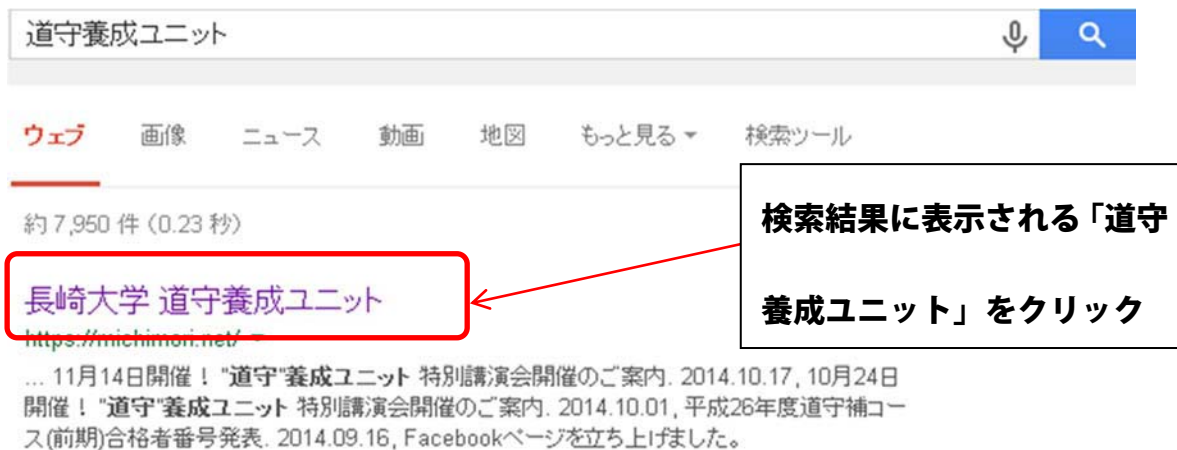 道守養成ユニット
ウェブ 画像 ニュース 動画 地図 もっと見る 検索ツール
約 7,950 件 (0.23 秒)
検索結果に表示される「道守
養成ユニット」をクリック
長崎大学 道守養成ユニット
https://michimori.net/
... 11月14日開催！ "道守"養成ユニット 特別講演会開催のご案内. 2014.10.17, 10月24日
開催！ "道守"養成ユニット 特別講演会開催のご案内. 2014.10.01, 平成26年度道守補コー
ス(前期)合格者番号発表. 2014.09.16, Facebookページを立ち上げました。